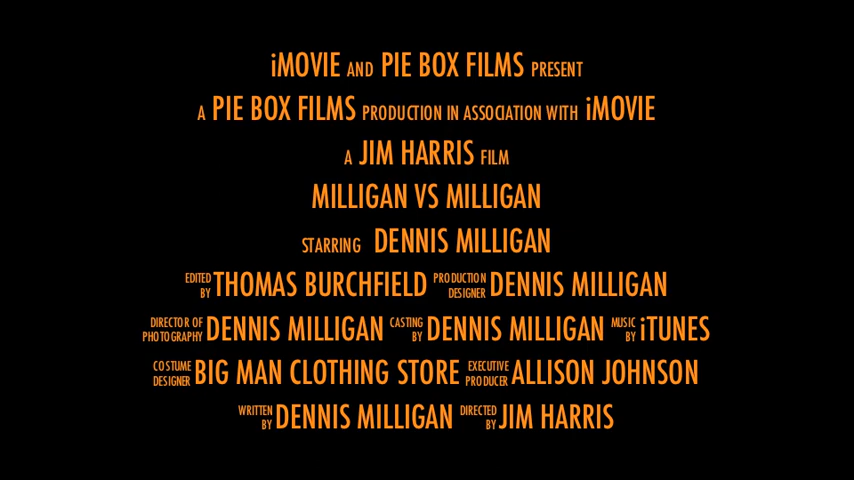 iMOVIE AND PIE BOX FILMS PRESENT
A PIE BOX FILMS PRODUCTION IN ASSOCIATION WITH iMOVIE
A JIM HARRIS FILM
MILLIGAN VS MILLIGAN
STARRING DENNIS MILLIGAN
EDITED BY THOMAS BURCHFIELD PRODUCTION DESIGNER DENNIS MILLIGAN
DIRECTOR OF PHOTOGRAPHY DENNIS MILLIGAN CASTING BY DENNIS MILLIGAN MUSIC BY iTUNES
COSTUME DESIGNER BIG MAN CLOTHING STORE EXECUTIVE PRODUCER ALLISON JOHNSON
WRITTEN BY DENNIS MILLIGAN DIRECTED BY JIM HARRIS